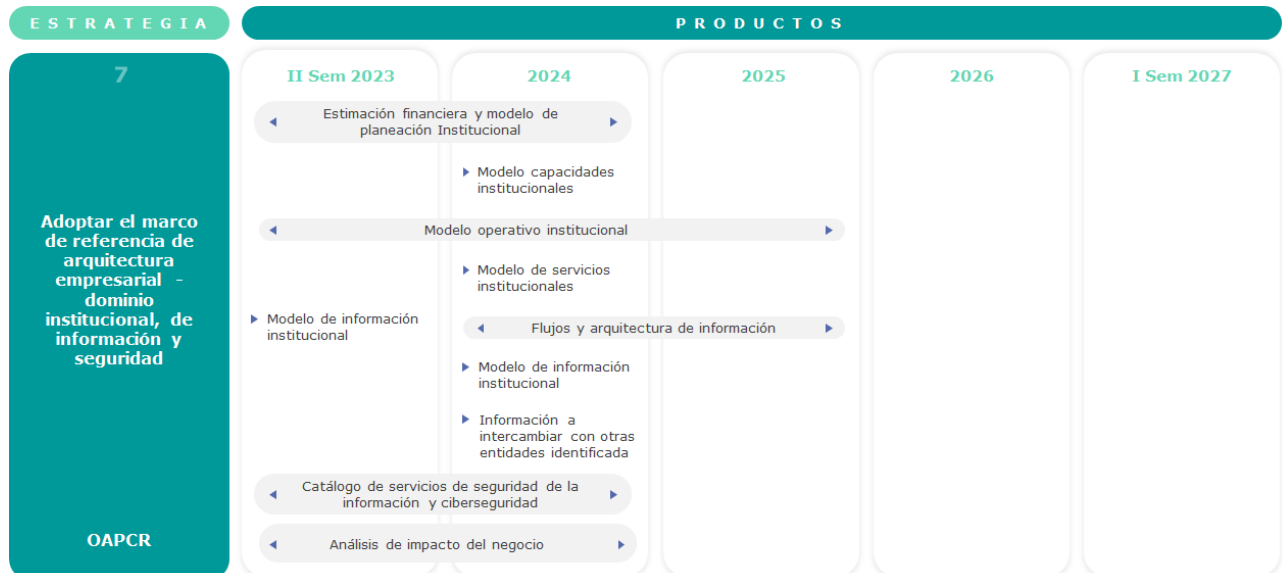 ESTRATEGIA
PRODUCTOS
7
Adoptar el marco
de referencia de
arquitectura
empresarial -
dominio
institucional, de
información y
seguridad
OAPCR
II Sem 2023
2024
2025
2026
I Sem 2027
Estimación financiera y modelo de
planeación Institucional
Modelo capacidades
institucionales
Modelo operativo institucional
Modelo de servicios
institucionales
Modelo de información
institucional
Flujos y arquitectura de información
Modelo de información
institucional
Información a
intercambiar con otras
entidades identificada
Catálogo de servicios de seguridad de la
información y ciberseguridad
Análisis de impacto del negocio